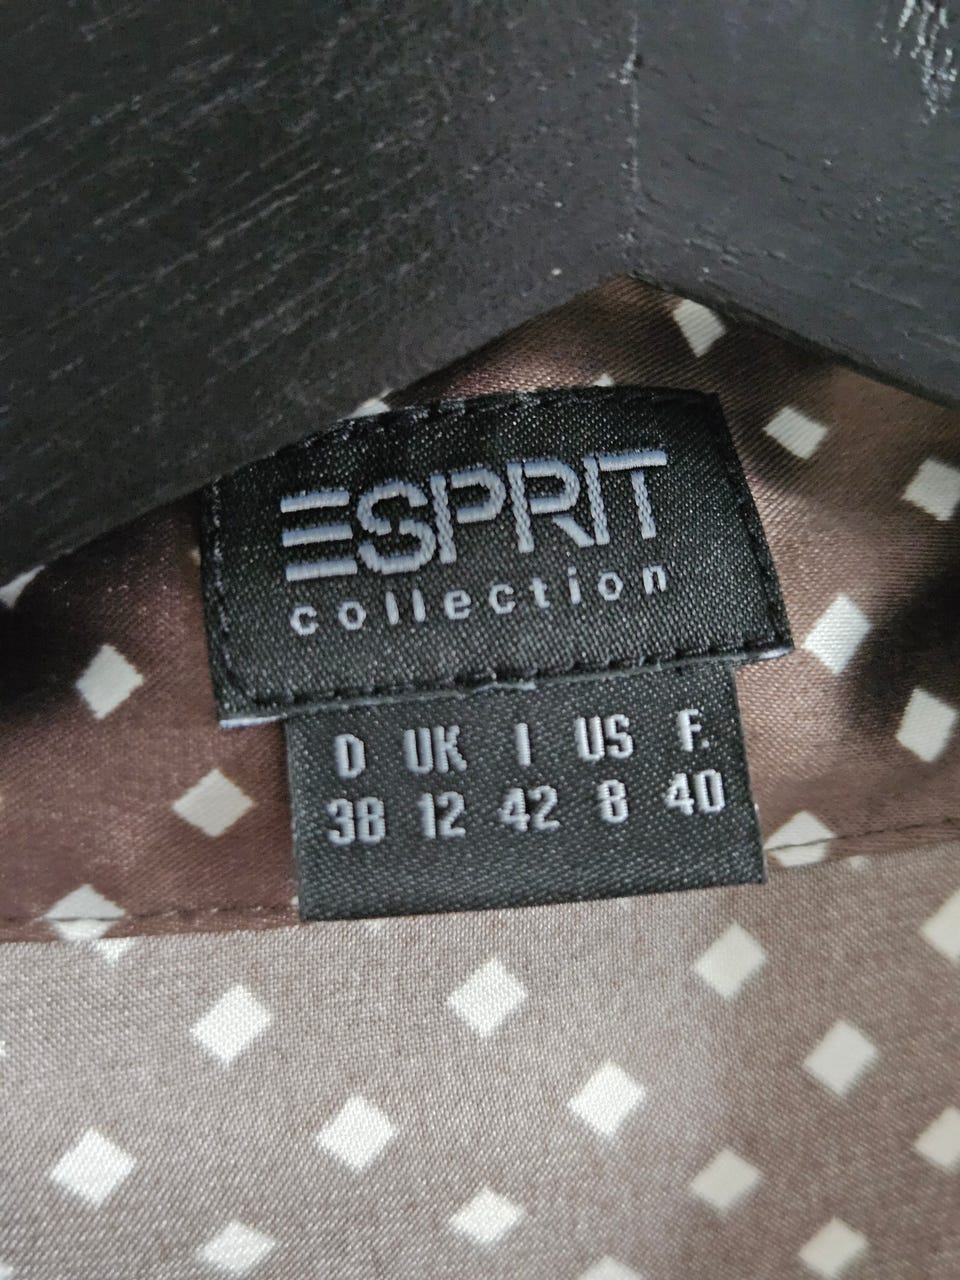 ESPRIT
collection
D UK I US F.
38 12 42 8 40